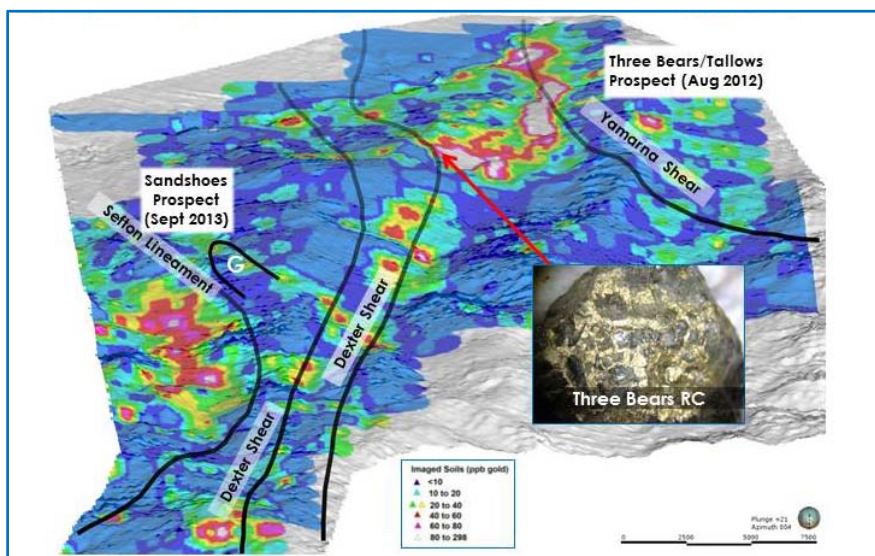 Three Bears/Tallows
Prospect (Aug 2012)
Yamarna Shear
Sandshoes
Prospect
(Sept 2013)
Sefton Lineament
G
Dexter Shear
Dexter Shear
Three Bears RC
Imaged Soils (ppb gold)
<10
10 to 20
20 to 40
40 to 60
60 to 80
80 to 298
Plunge +21
Azimuth 004
0 2500 5000 7500